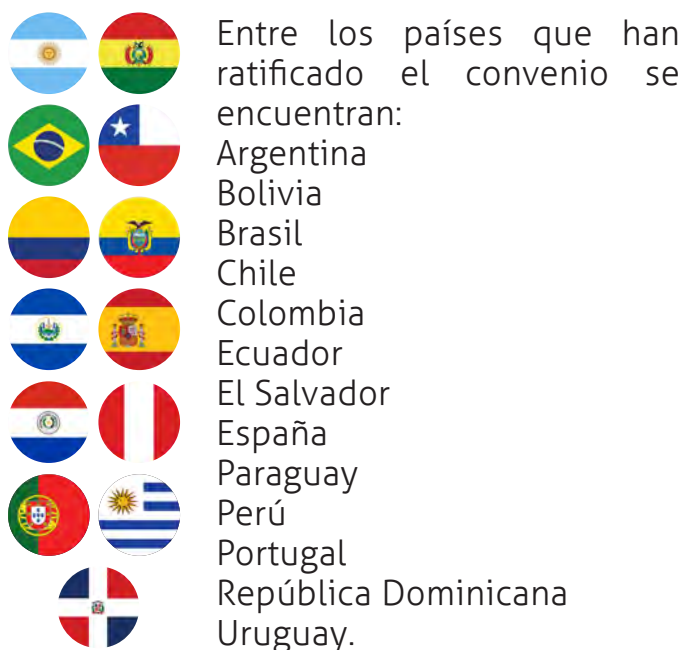 Entre los países que han
ratificado el convenio se
encuentran:
Argentina
Bolivia
Brasil
Chile
Colombia
Ecuador
El Salvador
España
Paraguay
Perú
Portugal
República Dominicana
Uruguay.